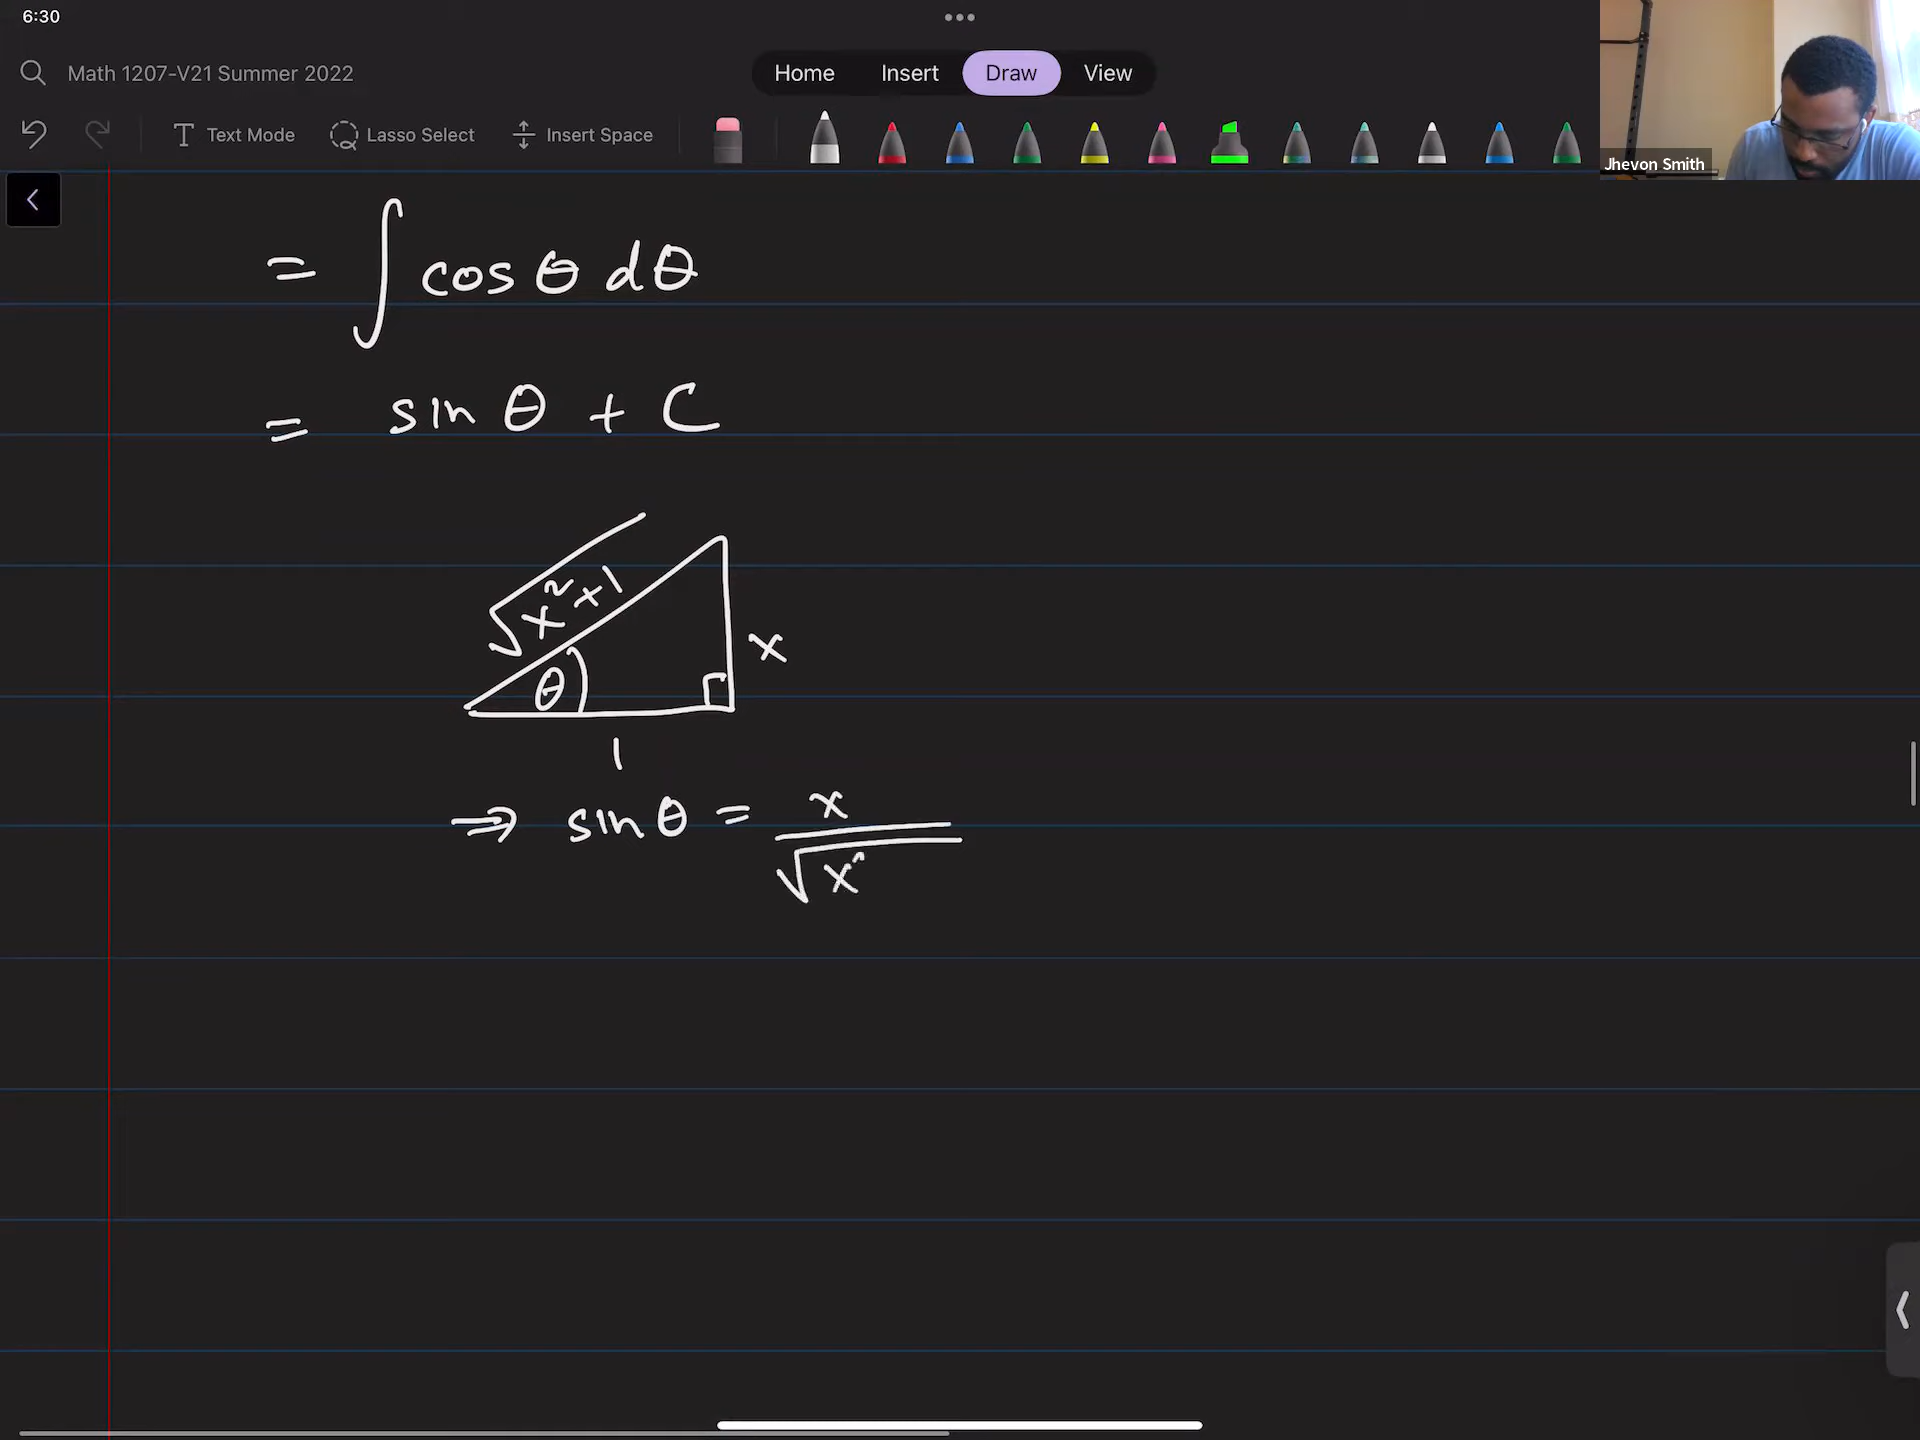 6:30
Math 1207-V21 Summer 2022
Home Insert Draw View
Text Mode Lasso Select Insert Space
Jhevon Smith
= ∫ cos θ dθ
= sin θ + C
√x²+1
θ
x
1
⇒ sin θ = x
√x